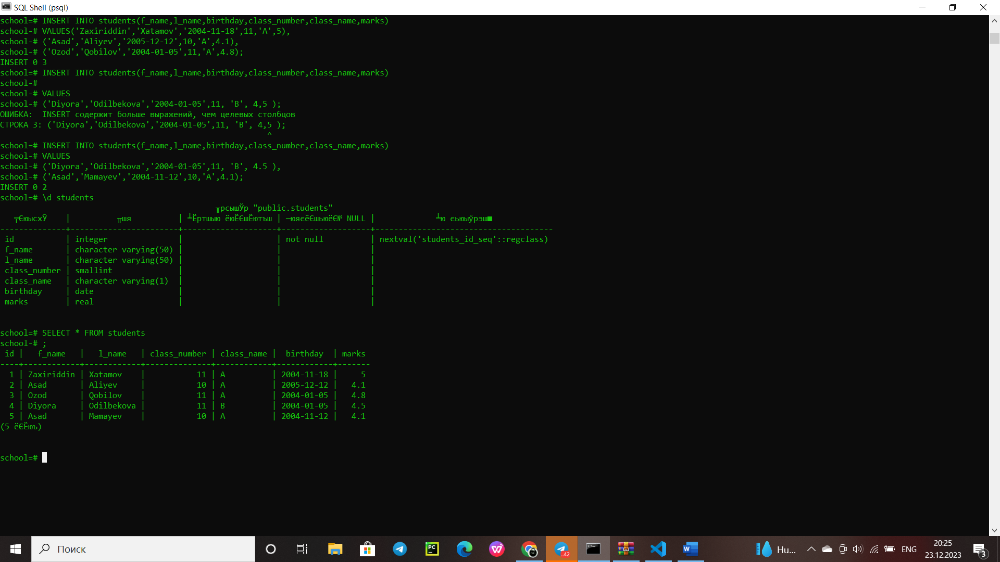 SQL Shell (psql)
school=# INSERT INTO students(f_name,l_name,birthday,class_number,class_name,marks)
school-# VALUES('Zaxiriddin','Xatamov','2004-11-18',11,'A',5),
school-# ('Asad','Aliyev','2005-12-12',10,'A',4.1),
school-# ('Ozod','Qobilov','2004-01-05',11,'A',4.8);
INSERT 0 3
school=# INSERT INTO students(f_name,l_name,birthday,class_number,class_name,marks)
school-#
school-# VALUES
school-# ('Diyora','Odilbekova','2004-01-05',11, 'B', 4,5 );
ОШИБКА:  INSERT содержит больше выражений, чем целевых столбцов
СТРОКА 3: ('Diyora','Odilbekova','2004-01-05',11, 'B', 4,5 );
^
school=# INSERT INTO students(f_name,l_name,birthday,class_number,class_name,marks)
school-# VALUES
school-# ('Diyora','Odilbekova','2004-01-05',11, 'B', 4.5 ),
school-# ('Asad','Mamayev','2004-11-12',10,'A',4.1);
INSERT 0 2
school=# \d students
╥рсышЎр "public.students"
╤ЄюысхЎ | ╥шя | ╩Ёртшыю ёюЁЄшЁютъш | ─юяєёЄшьюёЄ№ NULL | ╧ю єьюыўрэш■
--------------+-----------------------+--------------------+-------------------+--------------------------------------
id | integer | | not null | nextval('students_id_seq'::regclass)
f_name | character varying(50) | | |
l_name | character varying(50) | | |
class_number | smallint | | |
class_name | character varying(1) | | |
birthday | date | | |
marks | real | | |
school=# SELECT * FROM students
school-# ;
id | f_name | l_name | class_number | class_name | birthday | marks
----+------------+------------+--------------+------------+------------+-------
1 | Zaxiriddin | Xatamov | 11 | A | 2004-11-18 | 5
2 | Asad | Aliyev | 10 | A | 2005-12-12 | 4.1
3 | Ozod | Qobilov | 11 | A | 2004-01-05 | 4.8
4 | Diyora | Odilbekova | 11 | B | 2004-01-05 | 4.5
5 | Asad | Mamayev | 10 | A | 2004-11-12 | 4.1
(5 ёЄЁюъ)
school=#
Поиск
PC
..42
W
Hu...
ENG
20:25
23.12.2023
3